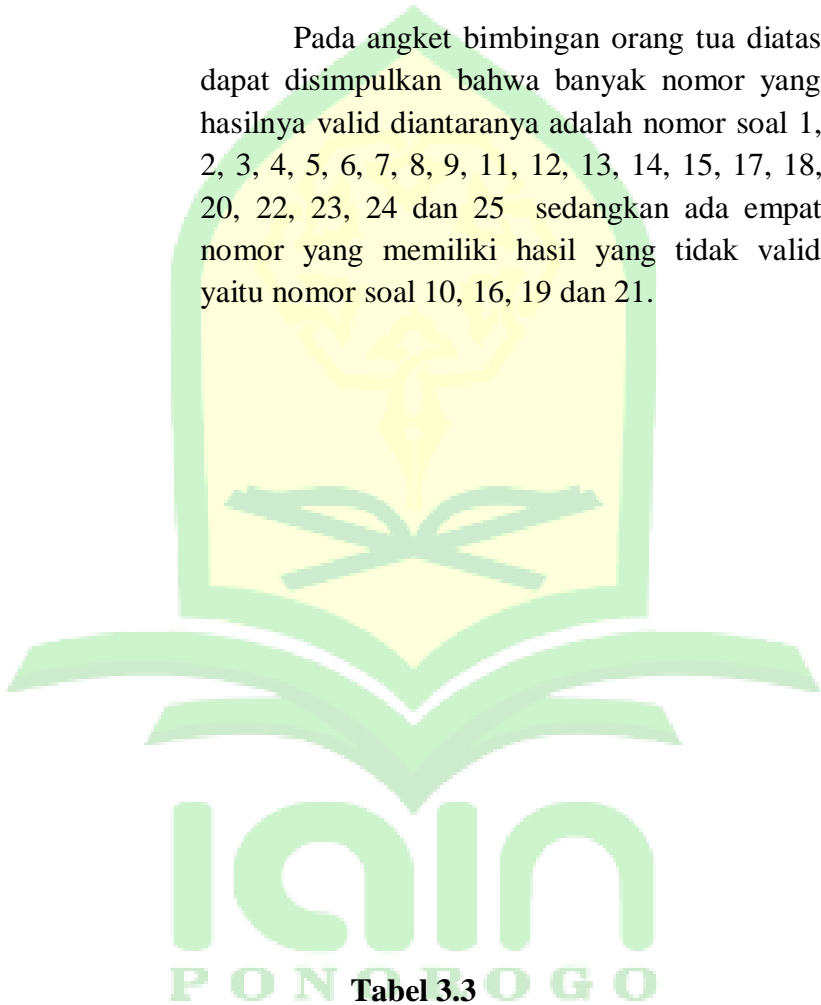 Pada angket bimbingan orang tua diatas
dapat disimpulkan bahwa banyak nomor yang
hasilnya valid diantaranya adalah nomor soal 1,
2, 3, 4, 5, 6, 7, 8, 9, 11, 12, 13, 14, 15, 17, 18,
20, 22, 23, 24 dan 25 sedangkan ada empat
nomor yang memiliki hasil yang tidak valid
yaitu nomor soal 10, 16, 19 dan 21.
iain
PONOROGO
Tabel 3.3